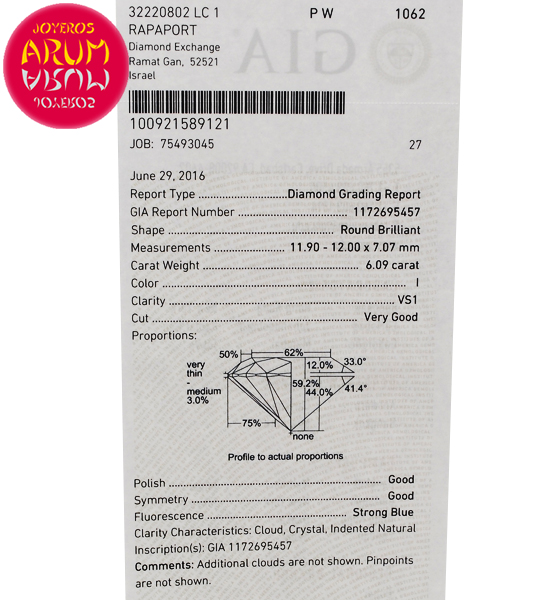 JOYEROS
ARUM
ARUM
JOYEROS
GIA
32220802 LC 1 P W 1062
RAPAPORT
Diamond Exchange
Ramat Gan, 52521
Israel
100921589121
JOB: 75493045 27
June 29, 2016
Report Type Diamond Grading Report
GIA Report Number 1172695457
Shape Round Brilliant
Measurements 11.90 - 12.00 x 7.07 mm
Carat Weight 6.09 carat
Color I
Clarity VS1
Cut Very Good
Proportions:
50% 62%
12.0% 33.0°
very
thin
-
medium
3.0%
59.2%
44.0% 41.4°
75%
none
Profile to actual proportions
Polish Good
Symmetry Good
Fluorescence Strong Blue
Clarity Characteristics: Cloud, Crystal, Indented Natural
Inscription(s): GIA 1172695457
Comments: Additional clouds are not shown. Pinpoints
are not shown.